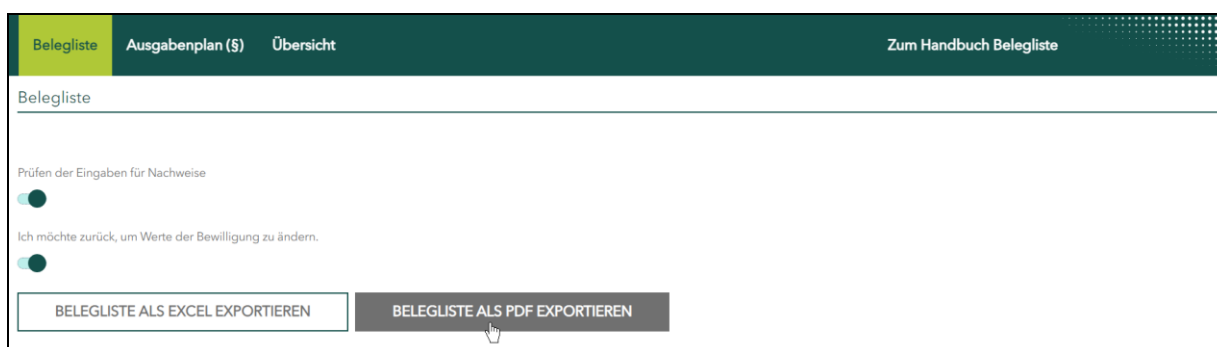 Belegliste Ausgabenplan (§) Übersicht Zum Handbuch Belegliste
Belegliste
Prüfen der Eingaben für Nachweise
Ich möchte zurück, um Werte der Bewilligung zu ändern.
BELEGLISTE ALS EXCEL EXPORTIEREN BELEGLISTE ALS PDF EXPORTIEREN